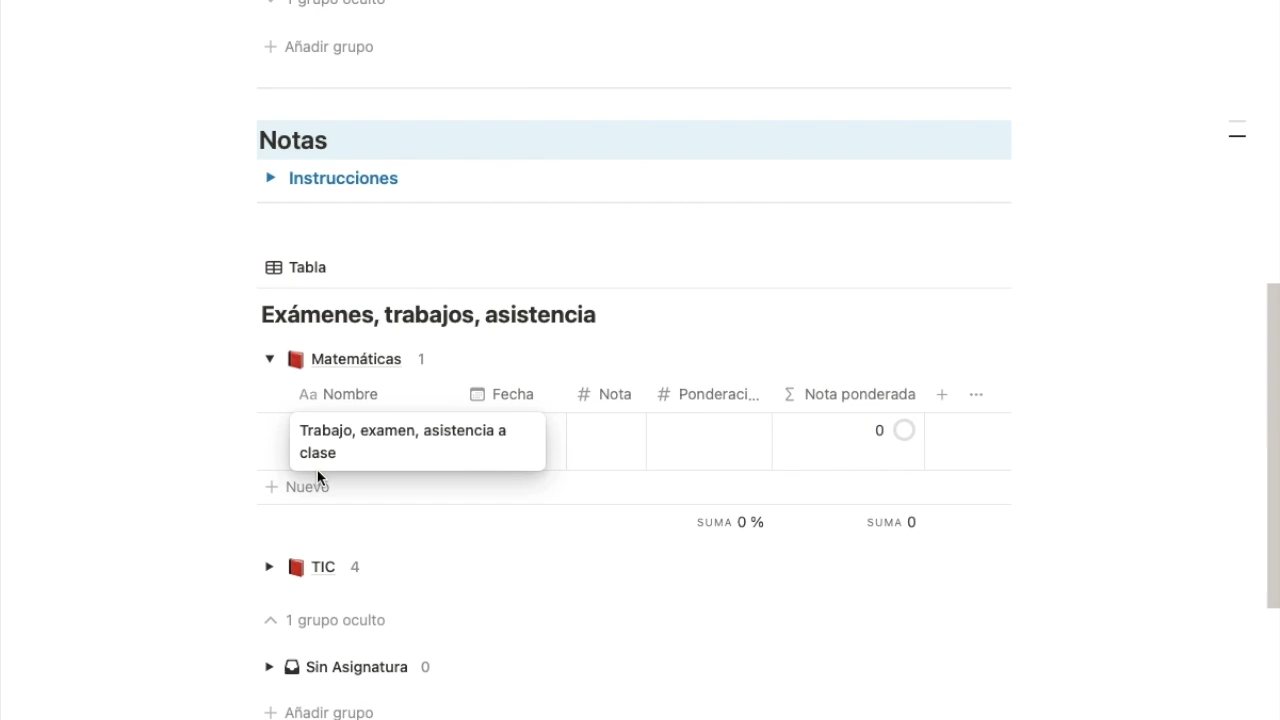 1 grupo oculto
Añadir grupo
Notas
Instrucciones
Tabla
Exámenes, trabajos, asistencia
Matemáticas 1
Aa Nombre Fecha # Nota # Ponderaci... Σ Nota ponderada + ...
Trabajo, examen, asistencia a
clase
0
+ Nuevo
SUMA 0 % SUMA 0
TIC 4
1 grupo oculto
Sin Asignatura 0
+ Añadir grupo